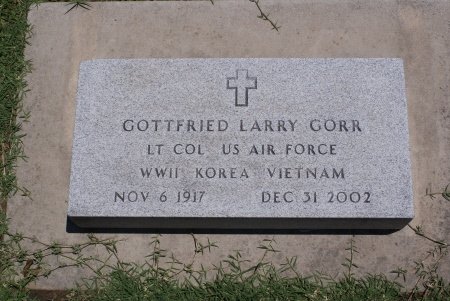 GOTTFRIED LARRY GORR
LT COL US AIR FORCE
WWII KOREA VIETNAM
NOV 6 1917 DEC 31 2002